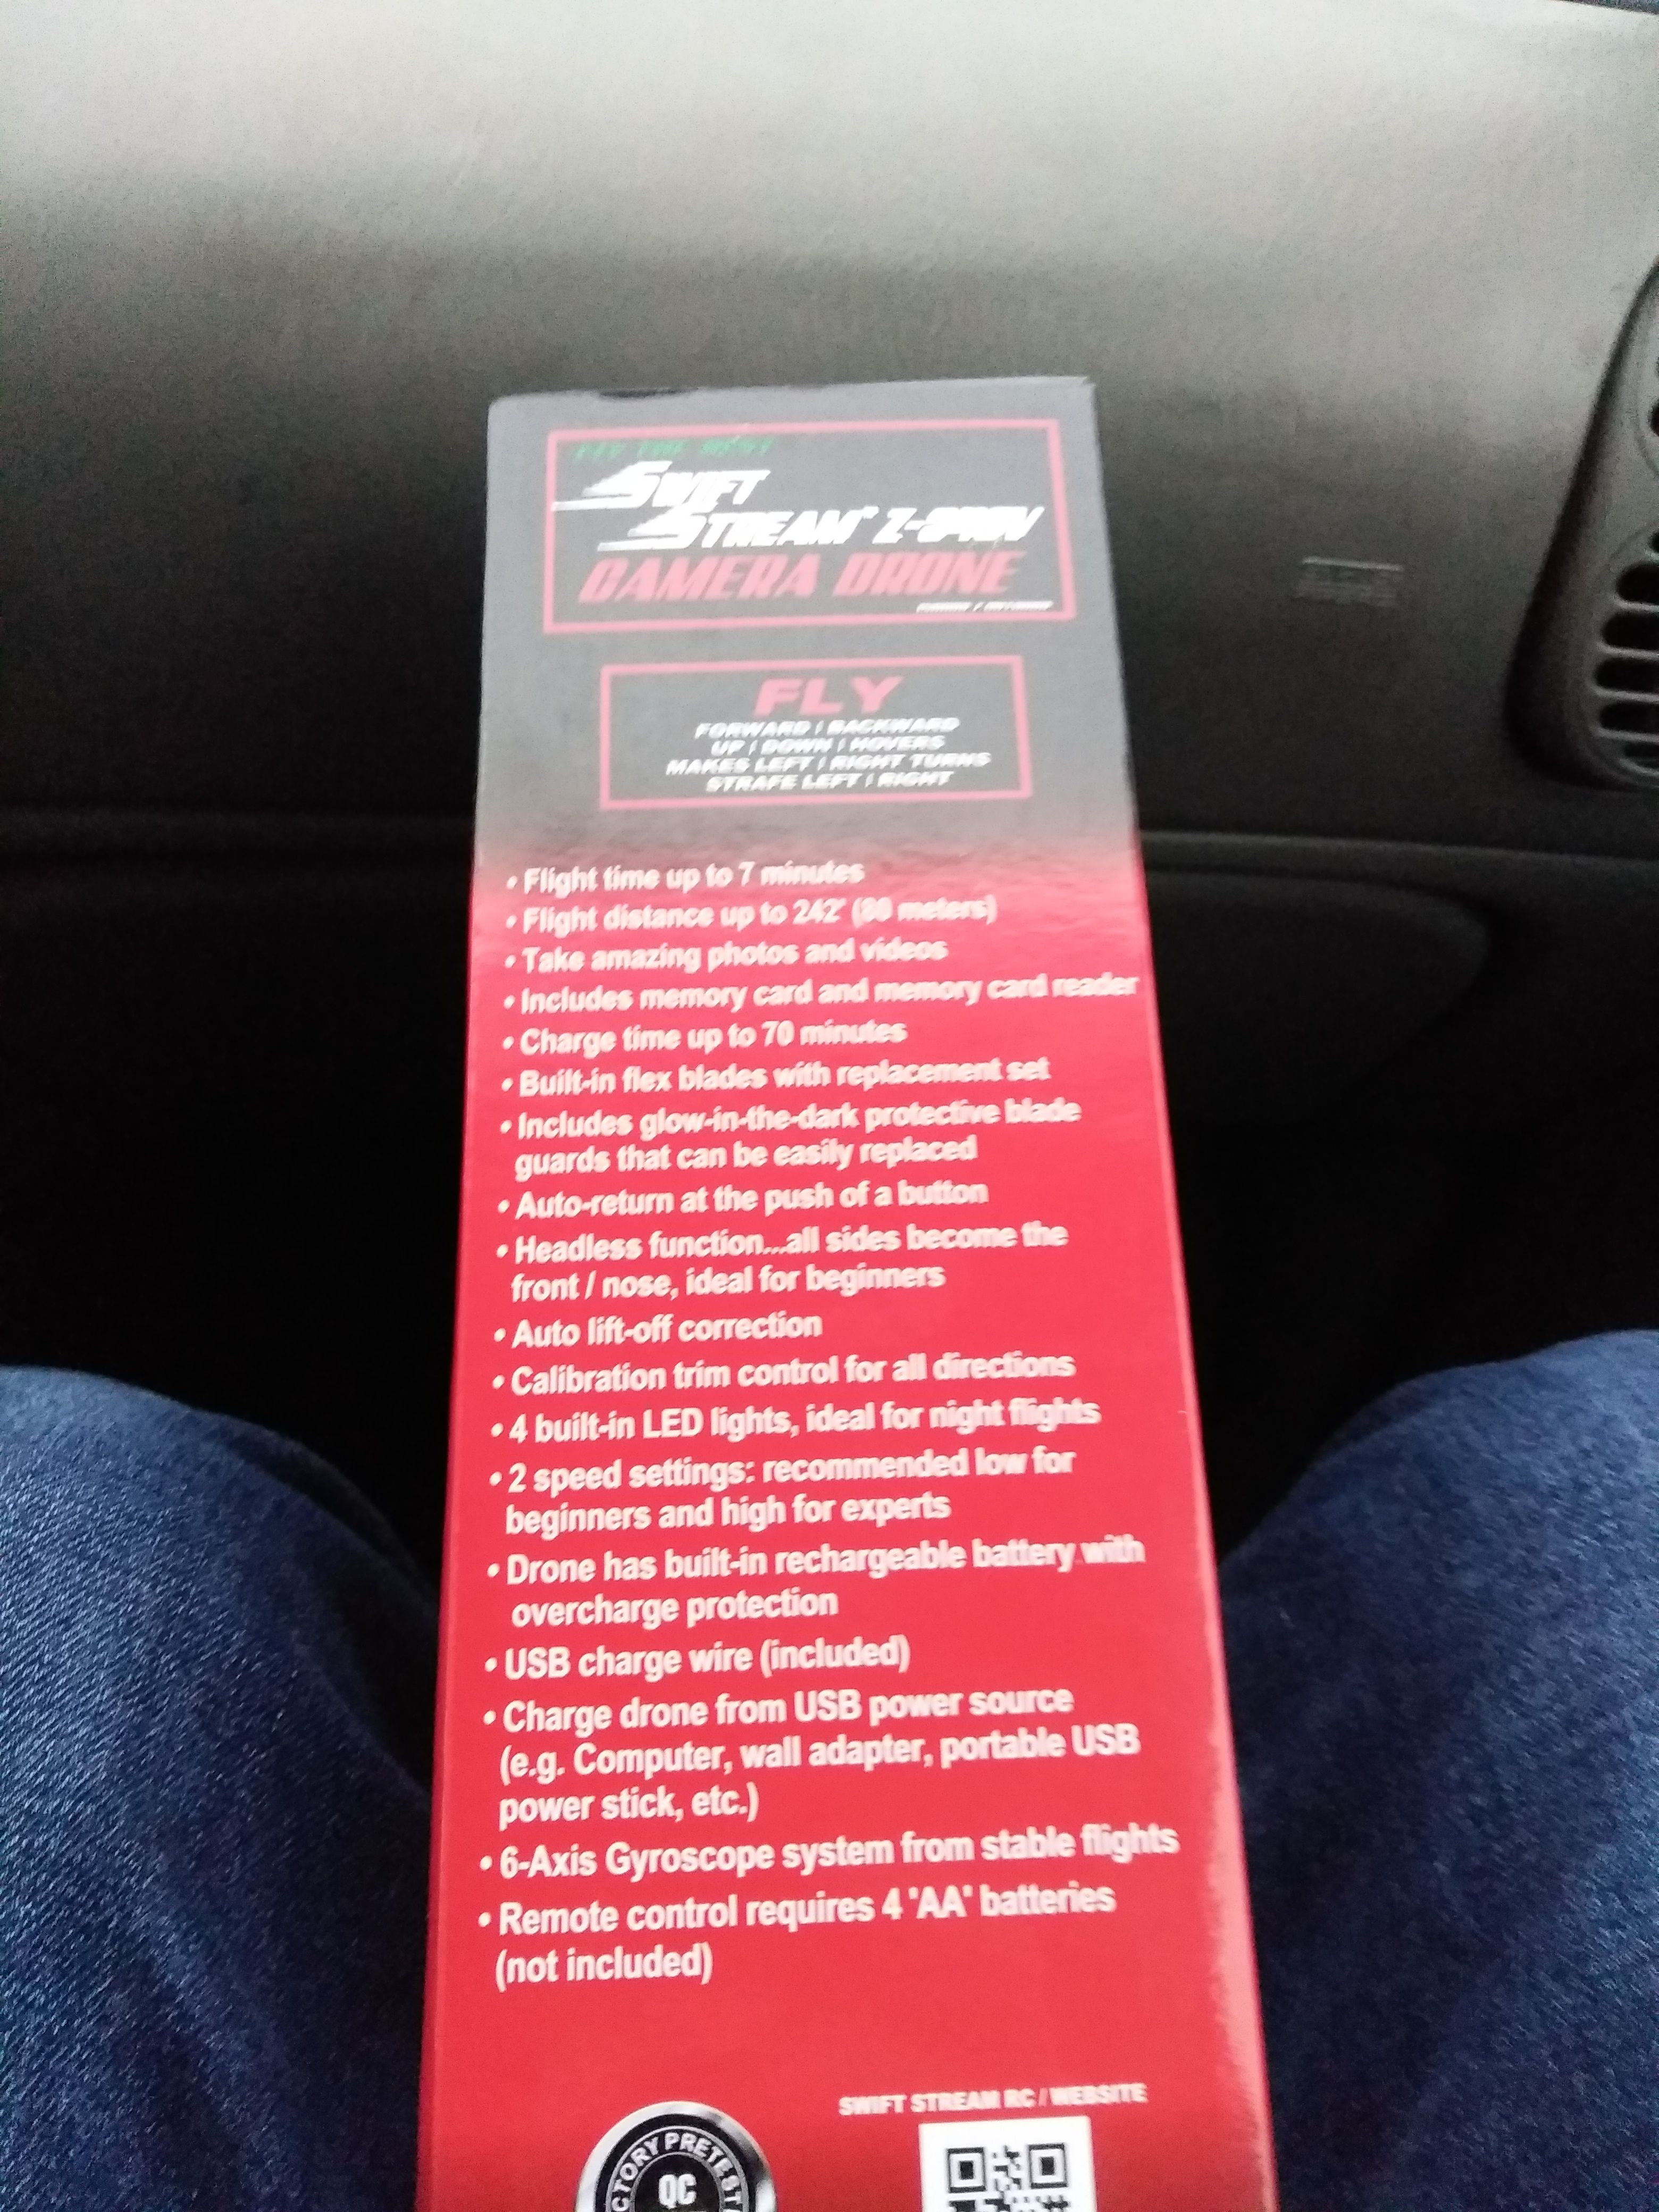 SWIFT
STREAM Z-
CAMERA DRONE
FLY
FORWARD | BACKWARD
UP | DOWN | HOVERS
MAKES LEFT | RIGHT TURNS
STRAFE LEFT | RIGHT
• Flight time up to 7 minutes
• Flight distance up to 242' (80 meters)
• Take amazing photos and videos
• Includes memory card and memory card reader
• Charge time up to 70 minutes
• Built-in flex blades with replacement set
• Includes glow-in-the-dark protective blade
guards that can be easily replaced
• Auto-return at the push of a button
• Headless function...all sides become the
front / nose, ideal for beginners
• Auto lift-off correction
• Calibration trim control for all directions
• 4 built-in LED lights, ideal for night flights
• 2 speed settings: recommended low for
beginners and high for experts
• Drone has built-in rechargeable battery with
overcharge protection
• USB charge wire (included)
• Charge drone from USB power source
(e.g. Computer, wall adapter, portable USB
power stick, etc.)
• 6-Axis Gyroscope system from stable flights
• Remote control requires 4 "AA" batteries
(not included)
SWIFT STREAM RC / WEBSITE
CTORY PRETEST
QC